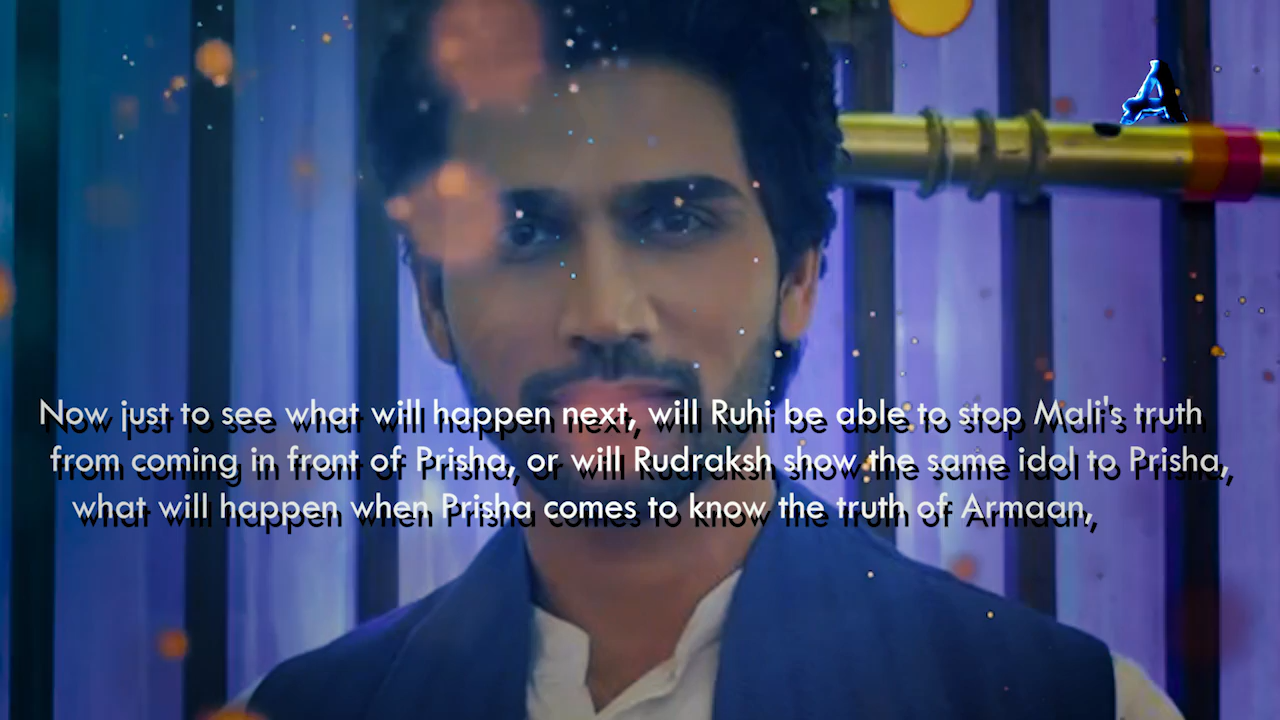 A
Now just to see what will happen next, will Ruhi be able to stop Mali's truth
from coming in front of Prisha, or will Rudraksh show the same idol to Prisha,
what will happen when Prisha comes to know the truth of Armaan,